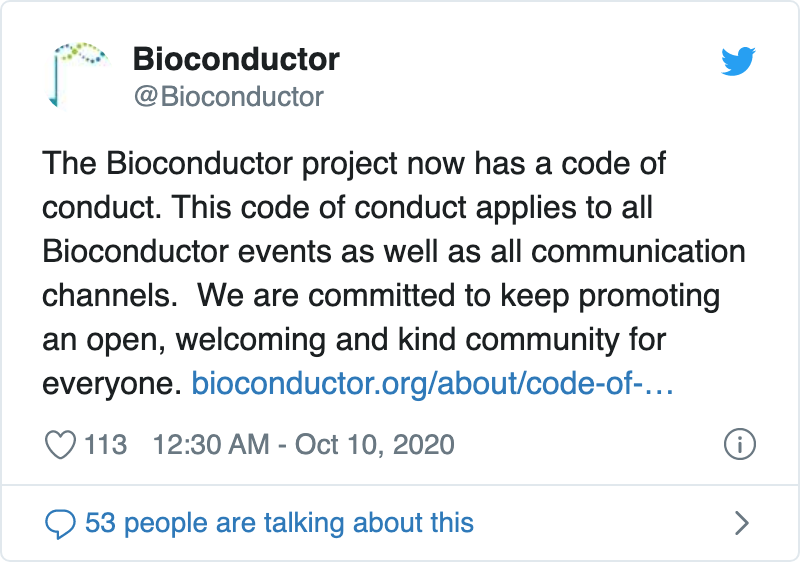 Bioconductor
@Bioconductor
The Bioconductor project now has a code of
conduct. This code of conduct applies to all
Bioconductor events as well as all communication
channels.  We are committed to keep promoting
an open, welcoming and kind community for
everyone. bioconductor.org/about/code-of-…
113 12:30 AM - Oct 10, 2020
53 people are talking about this